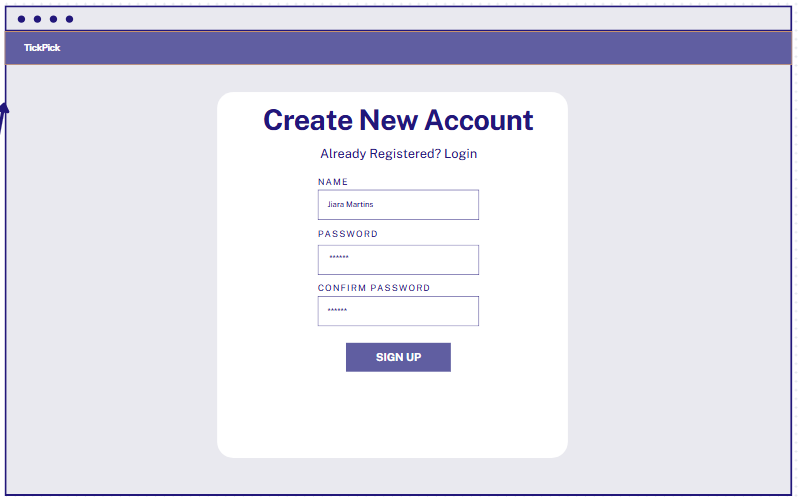 TickPick
Create New Account
Already Registered? Login
NAME
Jiara Martins
PASSWORD
******
CONFIRM PASSWORD
******
SIGN UP